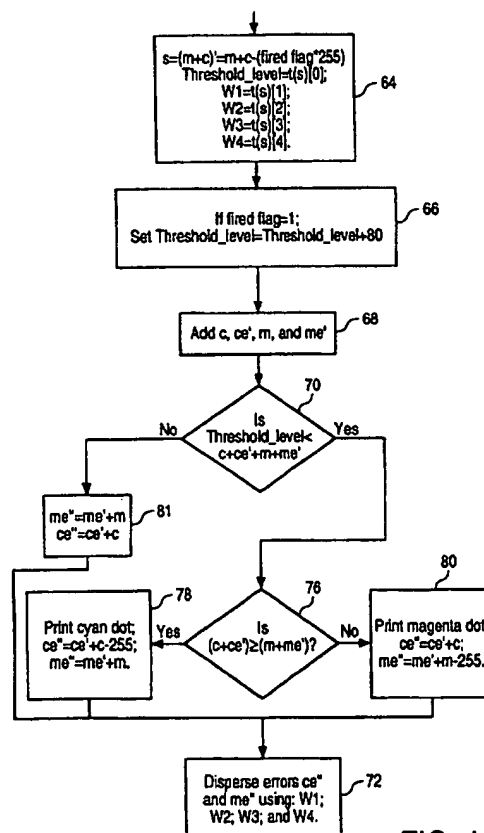 s=(m+c)'=m+c-(fired flag*255)
Threshold_level=t(s)[0];
W1=t(s)[1];
W2=t(s)[2];
W3=t(s)[3];
W4=t(s)[4].
64
If fired flag=1;
Set Threshold_level=Threshold_level+80
66
Add c, ce', m, and me'
68
70
Is
Threshold_level<
c+ce'+m+me'
No
Yes
me"=me'+m
ce"=ce'+c
81
78
Print cyan dot;
ce"=ce'+c-255;
me"=me'+m.
76
Is
(c+ce')≥(m+me')?
Yes
No
80
Print magenta dot
ce"=ce'+c;
me"=me'+m-255.
Disperse errors ce"
and me" using: W1;
W2; W3; and W4.
72